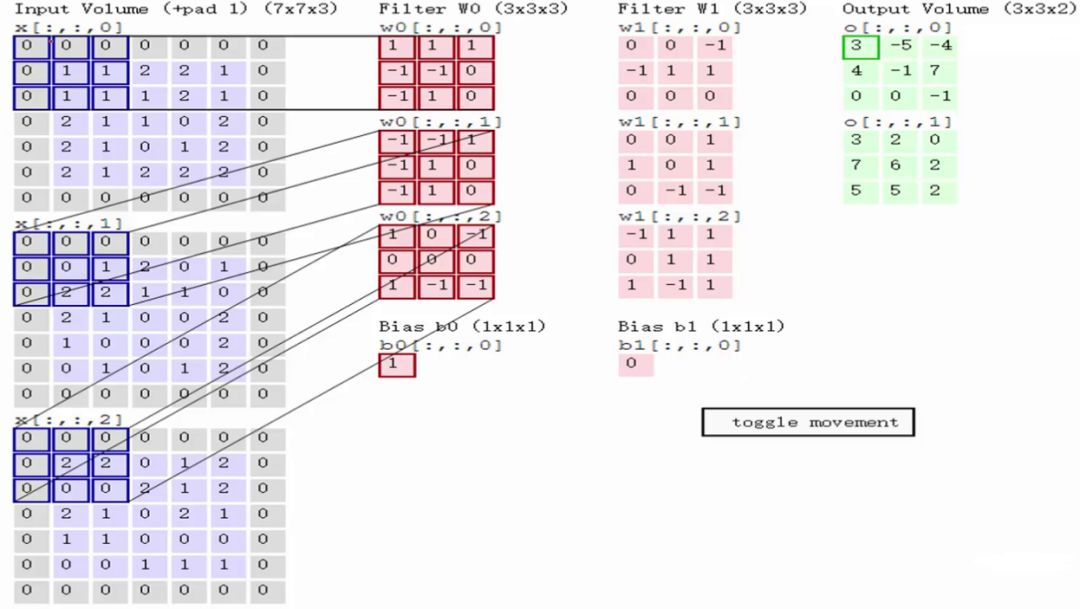 Input Volume (+pad 1) (7x7x3)
x[:,:,0]
0 0 0 0 0 0 0
0 1 1 2 2 1 0
0 1 1 1 2 1 0
0 2 1 1 0 2 0
0 2 1 0 1 2 0
0 2 1 2 2 2 0
0 0 0 0 0 0 0
x[:,:,1]
0 0 0 0 0 0 0
0 0 1 2 0 1 0
0 2 2 1 1 0 0
0 2 1 0 0 2 0
0 1 0 0 0 2 0
0 0 1 0 1 2 0
0 0 0 0 0 0 0
x[:,:,2]
0 0 0 0 0 0 0
0 2 2 0 1 2 0
0 0 0 2 1 2 0
0 2 1 0 2 1 0
0 1 1 0 0 0 0
0 0 0 1 1 1 0
0 0 0 0 0 0 0
Filter W0 (3x3x3)
w0[:,:,0]
1 1 1
-1 -1 0
-1 1 0
w0[:,:,1]
-1 -1 1
-1 1 0
-1 1 0
w0[:,:,2]
1 0 -1
0 0 0
1 -1 -1
Bias b0 (1x1x1)
b0[:,:,0]
1
Filter W1 (3x3x3)
w1[:,:,0]
0 0 -1
-1 1 1
0 0 0
w1[:,:,1]
0 0 1
1 0 1
0 -1 -1
w1[:,:,2]
-1 1 1
0 1 1
1 -1 1
Bias b1 (1x1x1)
b1[:,:,0]
0
Output Volume (3x3x2)
o[:,:,0]
3 -5 -4
4 -1 7
0 0 -1
o[:,:,1]
3 2 0
7 6 2
5 5 2
toggle movement